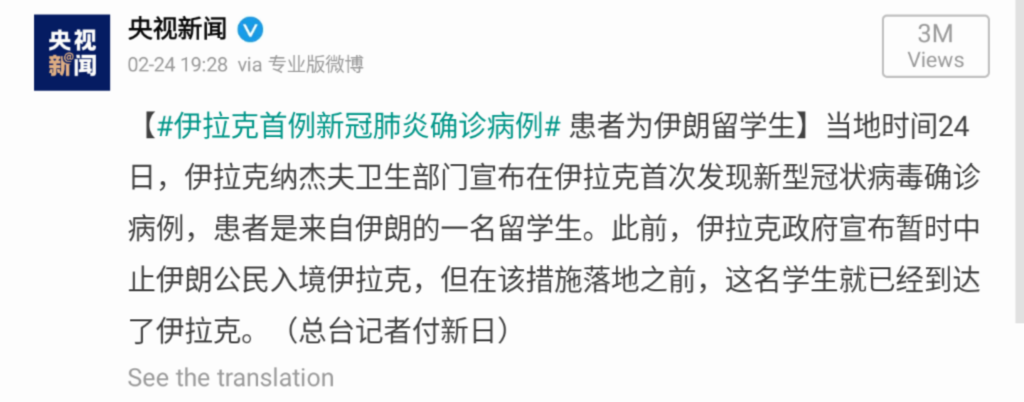 央视新闻
央视
新@闻
02-24 19:28 via 专业版微博
3M
Views
【#伊拉克首例新冠肺炎确诊病例# 患者为伊朗留学生】当地时间24
日，伊拉克纳杰夫卫生部门宣布在伊拉克首次发现新型冠状病毒确诊
病例，患者是来自伊朗的一名留学生。此前，伊拉克政府宣布暂时中
止伊朗公民入境伊拉克，但在该措施落地之前，这名学生就已经到达
了伊拉克。（总台记者付新日）
See the translation